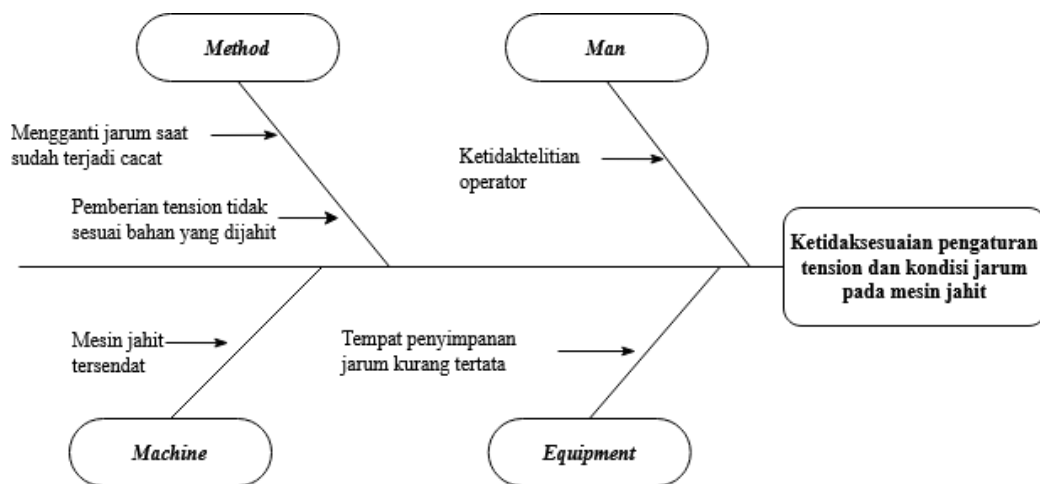 Method
Man
Mengganti jarum saat
sudah terjadi cacat
Ketidaktelitian
operator
Pemberian tension tidak
sesuai bahan yang dijahit
Ketidaksesuaian pengaturan
tension dan kondisi jarum
pada mesin jahit
Mesin jahit
tersendat
Tempat penyimpanan
jarum kurang tertata
Machine
Equipment